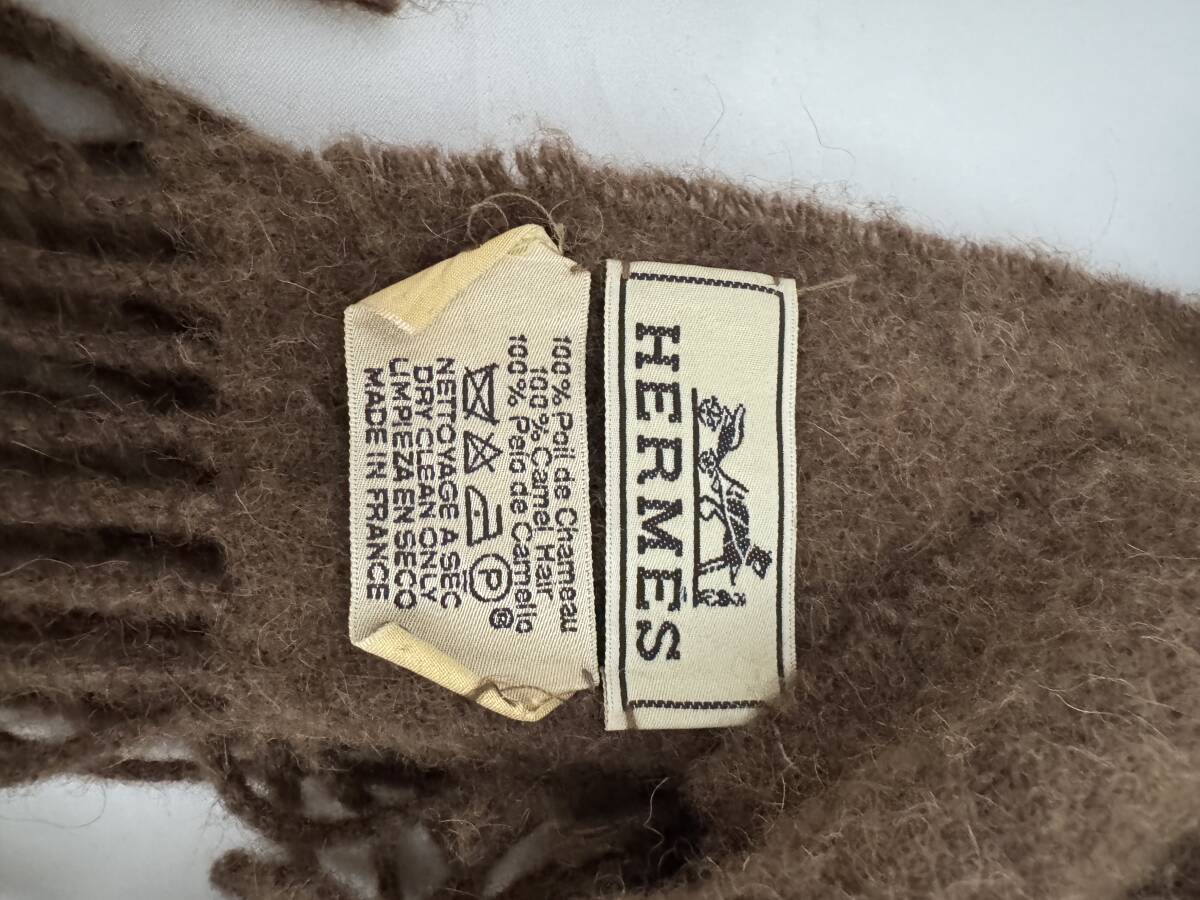 HERMÈS
100% Poil de Chameau
100% Camel Hair
100% Pelo de Camello
P
®
NETTOYAGE A SEC
DRY CLEAN ONLY
LIMPIEZA EN SECO
MADE IN FRANCE